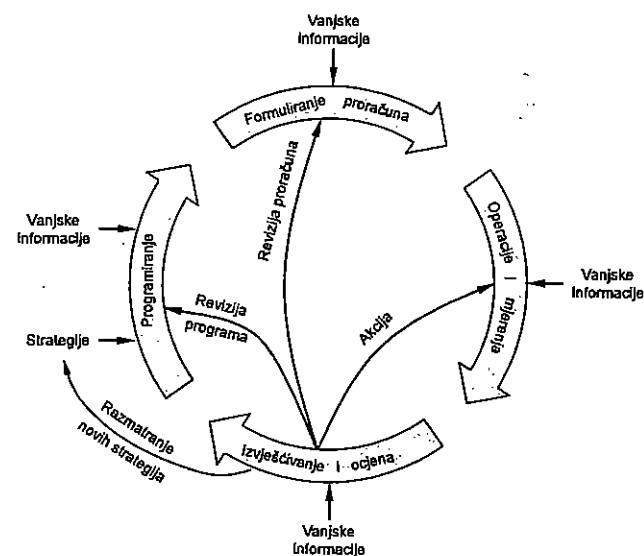 Vanjske
Informacije
Formuliranje proračuna
Revizija proračuna
Operacije I mjerenja
Vanjske
Informacije
Programiranje
Vanjske
Informacije
Revizija
programa
Akcija
Strategije
Razmatranje
novih strategija
Izvješćivanje I ocjena
Vanjske
Informacije